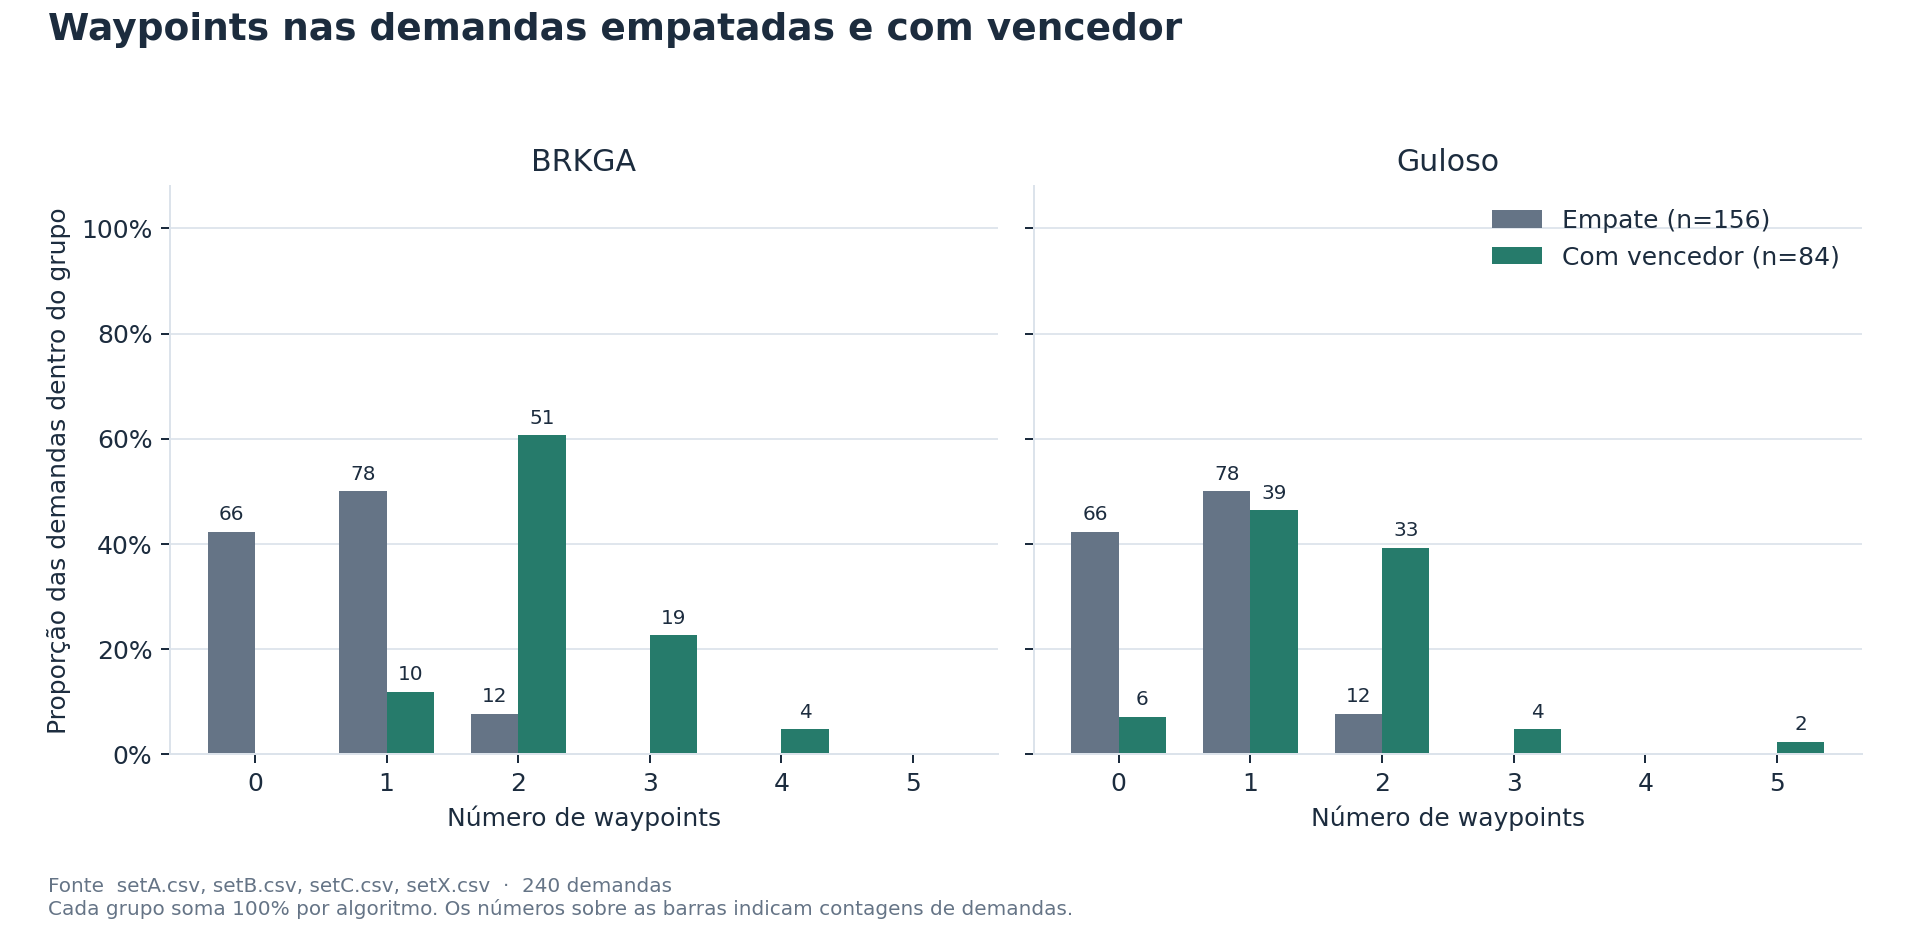 Waypoints nas demandas empatadas e com vencedor
BRKGA
Guloso
Proporção das demandas dentro do grupo
100%
80%
60%
40%
20%
0%
Empate (n=156)
Com vencedor (n=84)
66
78
10
12
51
19
4
66
6
78
39
12
33
4
2
0 1 2 3 4 5
0 1 2 3 4 5
Número de waypoints
Número de waypoints
Fonte  setA.csv, setB.csv, setC.csv, setX.csv  ·  240 demandas
Cada grupo soma 100% por algoritmo. Os números sobre as barras indicam contagens de demandas.